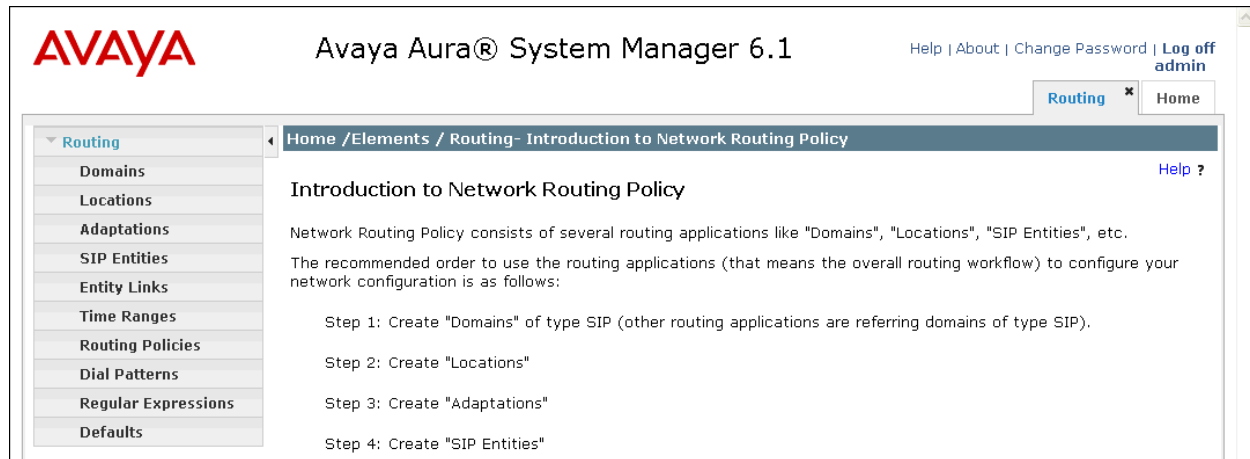 AVAYA
Avaya Aura® System Manager 6.1
Help | About | Change Password | Log off
admin
Routing ×
Home
Routing
Domains
Locations
Adaptations
SIP Entities
Entity Links
Time Ranges
Routing Policies
Dial Patterns
Regular Expressions
Defaults
Home /Elements / Routing- Introduction to Network Routing Policy
Help ?
Introduction to Network Routing Policy
Network Routing Policy consists of several routing applications like "Domains", "Locations", "SIP Entities", etc.
The recommended order to use the routing applications (that means the overall routing workflow) to configure your
network configuration is as follows:
Step 1: Create "Domains" of type SIP (other routing applications are referring domains of type SIP).
Step 2: Create "Locations"
Step 3: Create "Adaptations"
Step 4: Create "SIP Entities"